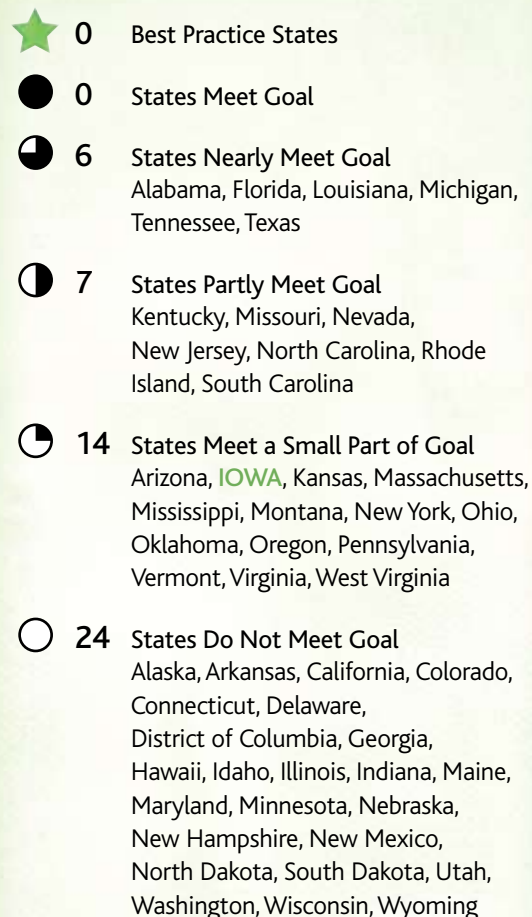 0 Best Practice States
0 States Meet Goal
6 States Nearly Meet Goal
Alabama, Florida, Louisiana, Michigan,
Tennessee, Texas
7 States Partly Meet Goal
Kentucky, Missouri, Nevada,
New Jersey, North Carolina, Rhode
Island, South Carolina
14 States Meet a Small Part of Goal
Arizona, IOWA, Kansas, Massachusetts,
Mississippi, Montana, New York, Ohio,
Oklahoma, Oregon, Pennsylvania,
Vermont, Virginia, West Virginia
24 States Do Not Meet Goal
Alaska, Arkansas, California, Colorado,
Connecticut, Delaware,
District of Columbia, Georgia,
Hawaii, Idaho, Illinois, Indiana, Maine,
Maryland, Minnesota, Nebraska,
New Hampshire, New Mexico,
North Dakota, South Dakota, Utah,
Washington, Wisconsin, Wyoming